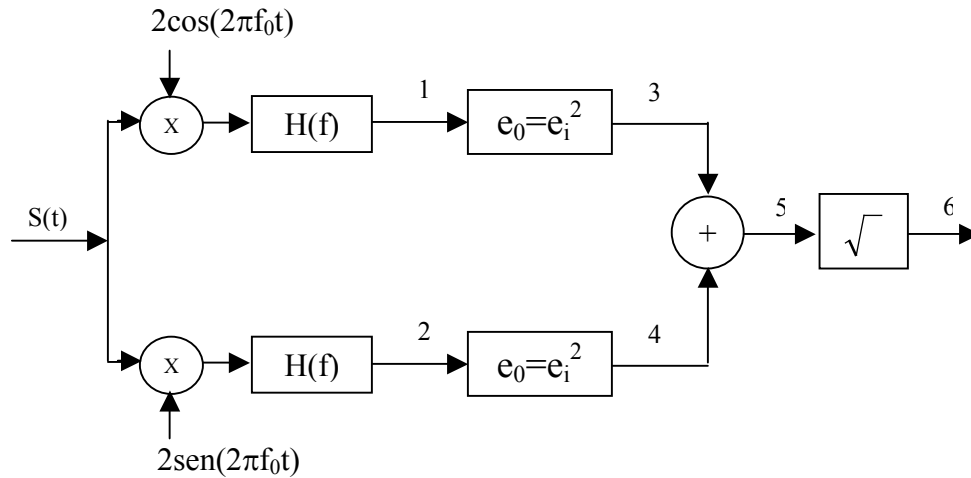 2cos(2πf₀t)
x
H(f)
1
e₀=eᵢ²
3
S(t)
+
5
√
6
x
H(f)
2
e₀=eᵢ²
4
2sen(2πf₀t)